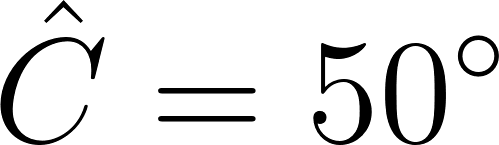 Ĉ = 50°